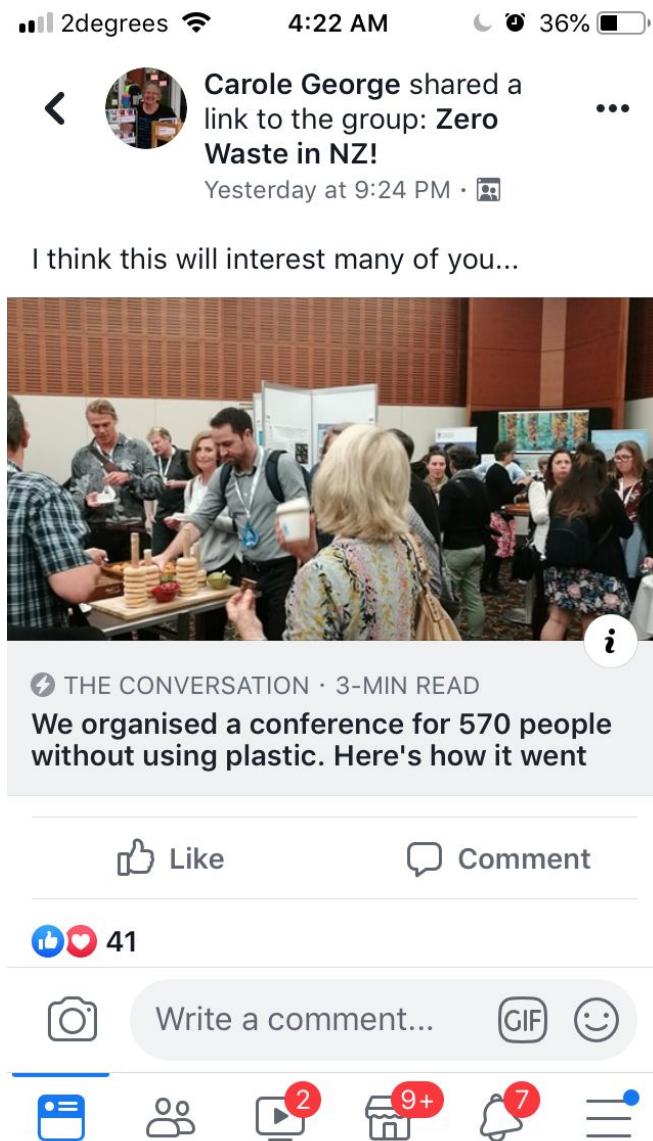 2degrees 4:22 AM 36%
Carole George shared a
link to the group: Zero
Waste in NZ!
Yesterday at 9:24 PM ·
I think this will interest many of you...
THE CONVERSATION · 3-MIN READ
We organised a conference for 570 people
without using plastic. Here's how it went
Like Comment
41
Write a comment... GIF
2 9+ 7